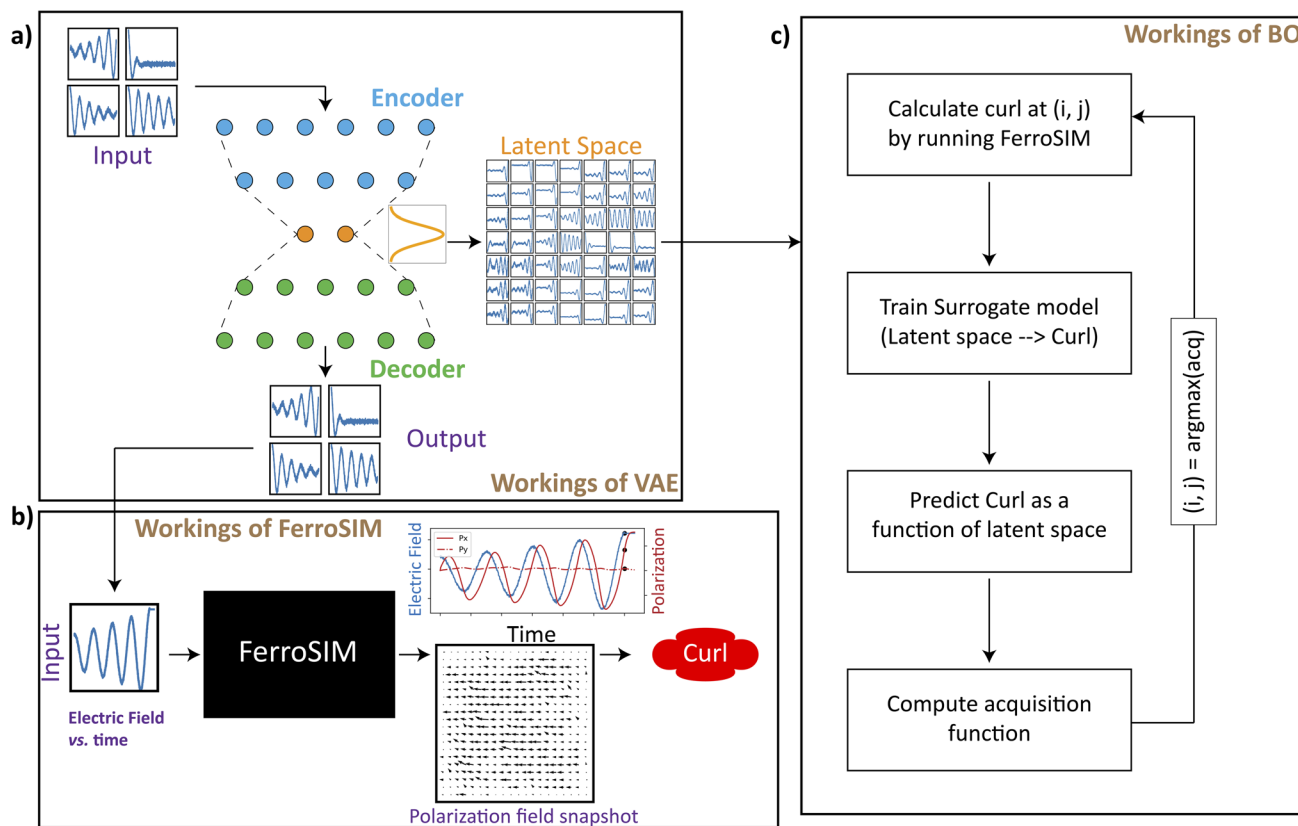 a)
Input
Encoder
Latent Space
Decoder
Output
Workings of VAE
b)
Workings of FerroSIM
Input
Electric Field
vs. time
FerroSIM
Electric Field
Px
Py
Polarization
Time
Curl
Polarization field snapshot
c)
Workings of BO
Calculate curl at (i, j)
by running FerroSIM
Train Surrogate model
(Latent space --> Curl)
Predict Curl as a
function of latent space
Compute acquisition
function
(i, j) = argmax(acq)